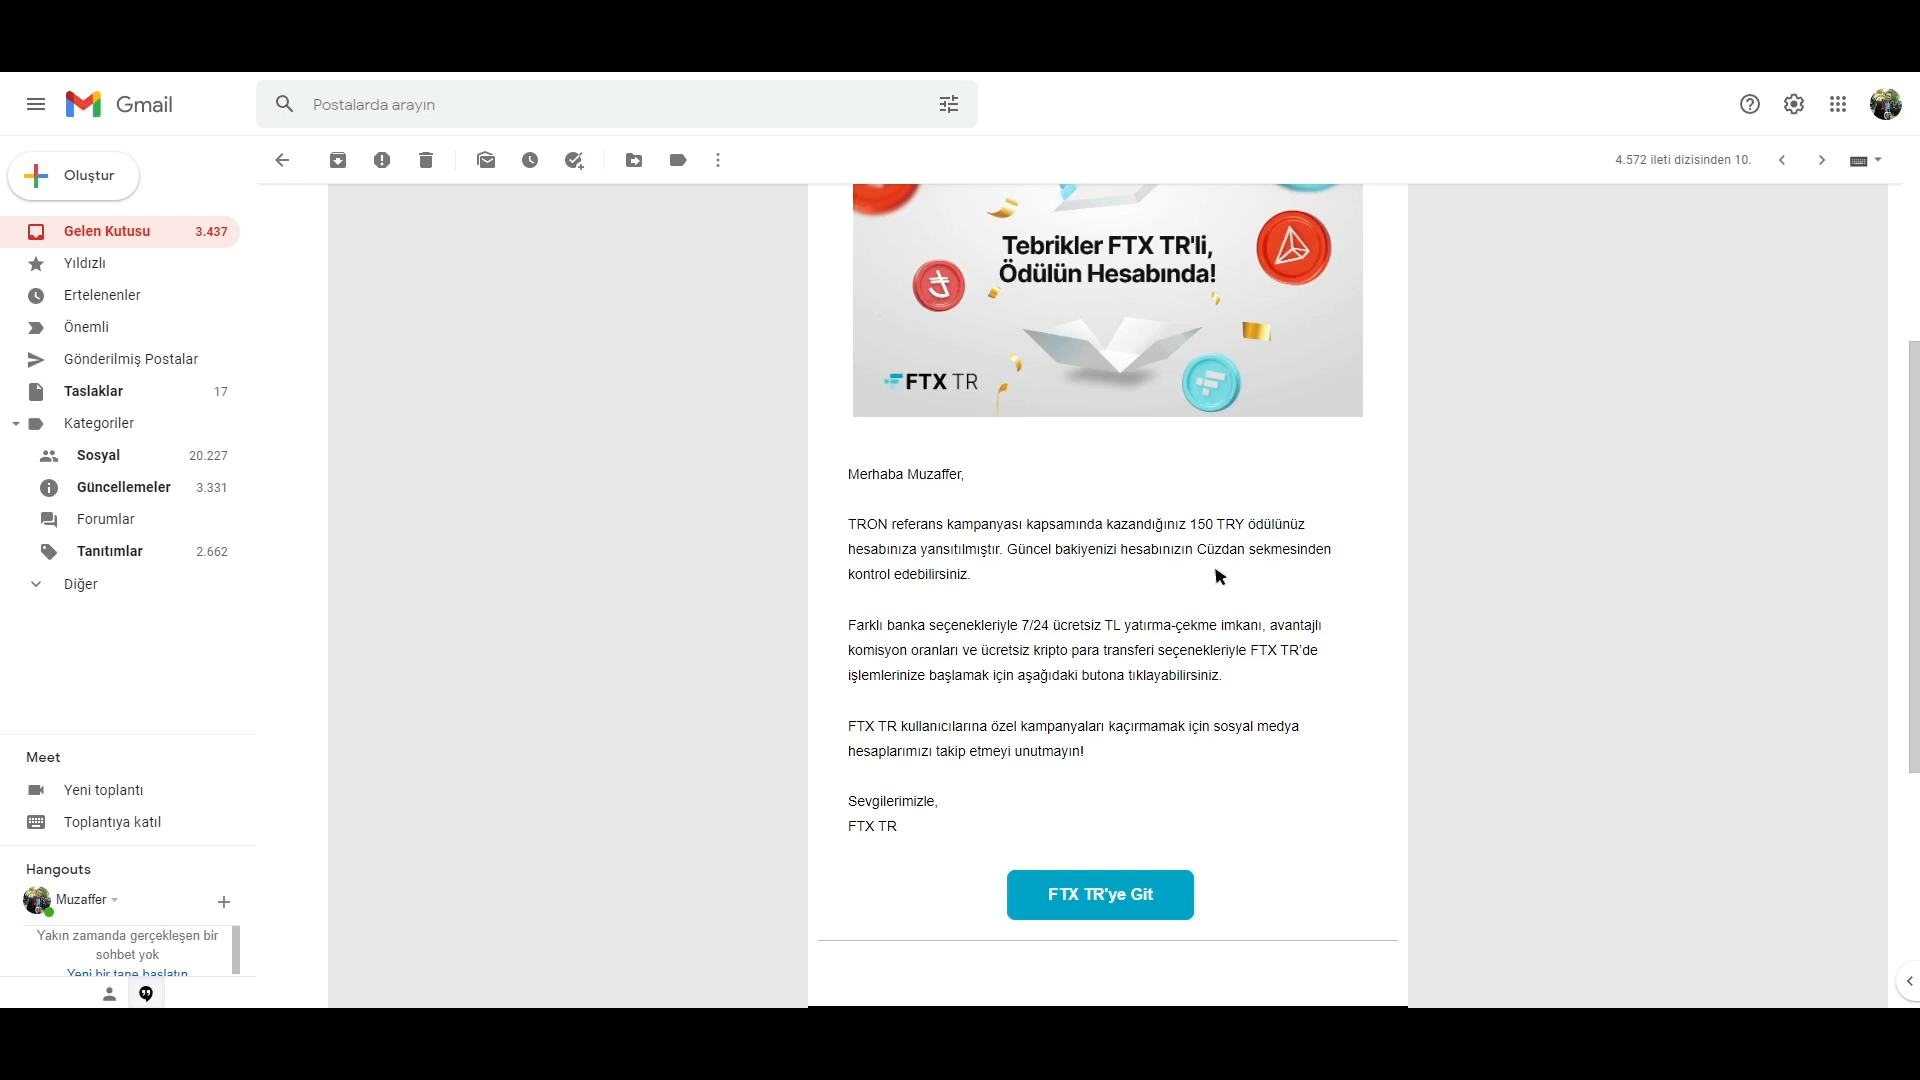 Gmail
Postalarda arayın
Oluştur
4.572 ileti dizisinden 10.
Gelen Kutusu 3.437
Yıldızlı
Ertelenenler
Önemli
Gönderilmiş Postalar
Taslaklar 17
Kategoriler
Sosyal 20.227
Güncellemeler 3.331
Forumlar
Tanıtımlar 2.662
Diğer
Meet
Yeni toplantı
Toplantıya katıl
Hangouts
Muzaffer
Yakın zamanda gerçekleşen bir
sohbet yok
Yeni bir tane başlatın
Tebrikler FTX TR'li,
Ödülün Hesabında!
FTX TR
Merhaba Muzaffer,
TRON referans kampanyası kapsamında kazandığınız 150 TRY ödülünüz
hesabınıza yansıtılmıştır. Güncel bakiyenizi hesabınızın Cüzdan sekmesinden
kontrol edebilirsiniz.
Farklı banka seçenekleriyle 7/24 ücretsiz TL yatırma-çekme imkanı, avantajlı
komisyon oranları ve ücretsiz kripto para transferi seçenekleriyle FTX TR'de
işlemlerinize başlamak için aşağıdaki butona tıklayabilirsiniz.
FTX TR kullanıcılarına özel kampanyaları kaçırmamak için sosyal medya
hesaplarımızı takip etmeyi unutmayın!
Sevgilerimizle,
FTX TR
FTX TR'ye Git